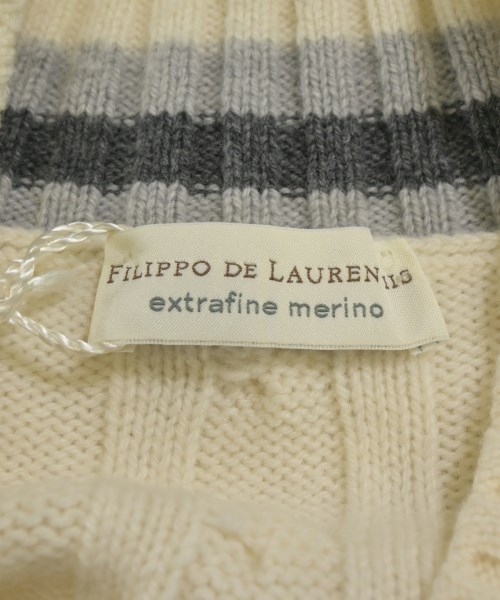 FILIPPO DE LAURENTIIS
extrafine merino